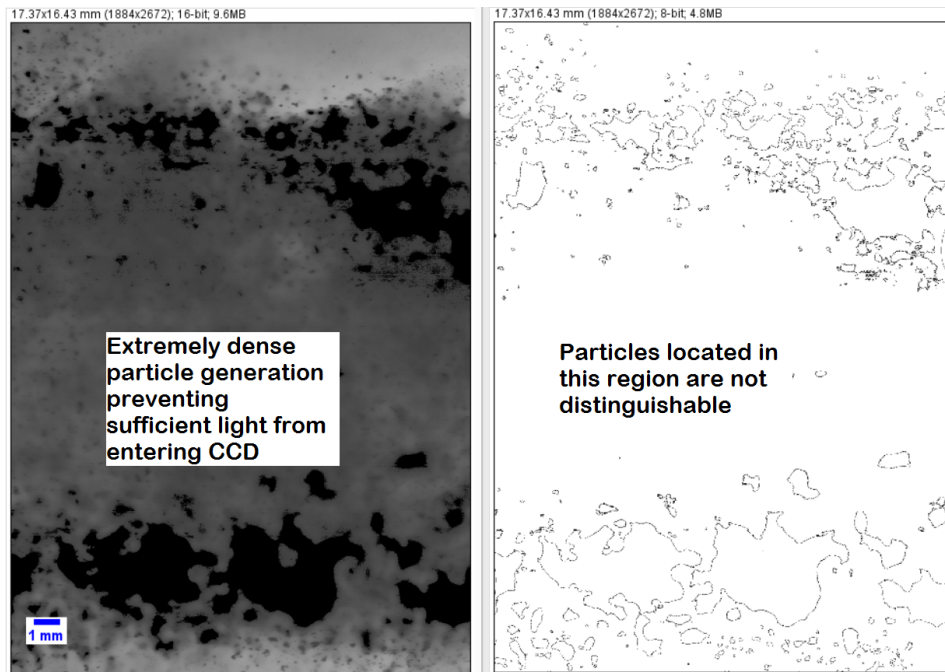 17.37x16.43 mm (1884x2672); 16-bit; 9.6MB
17.37x16.43 mm (1884x2672); 8-bit; 4.8MB
Extremely dense
particle generation
preventing
sufficient light from
entering CCD
Particles located in
this region are not
distinguishable
1 mm